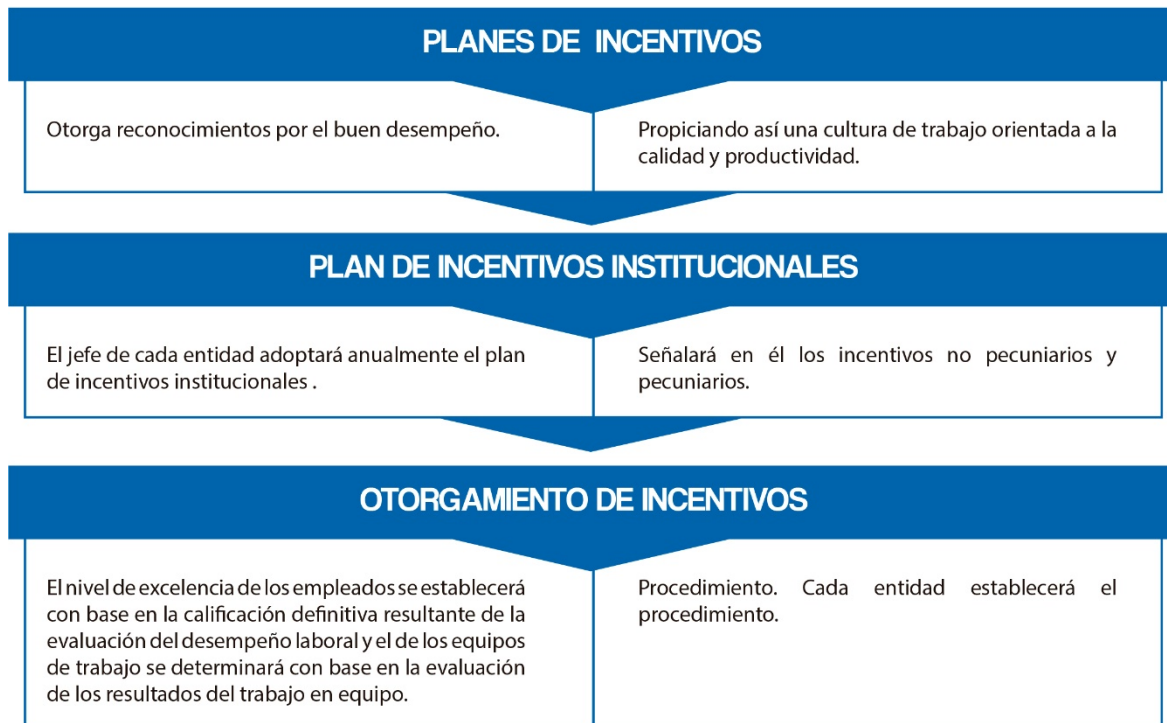 PLANES DE INCENTIVOS
Otorga reconocimientos por el buen desempeño.
Propiciando así una cultura de trabajo orientada a la
calidad y productividad.
PLAN DE INCENTIVOS INSTITUCIONALES
El jefe de cada entidad adoptará anualmente el plan
de incentivos institucionales .
Señalará en él los incentivos no pecuniarios y
pecuniarios.
OTORGAMIENTO DE INCENTIVOS
El nivel de excelencia de los empleados se establecerá
con base en la calificación definitiva resultante de la
evaluación del desempeño laboral y el de los equipos
de trabajo se determinará con base en la evaluación
de los resultados del trabajo en equipo.
Procedimiento. Cada entidad establecerá el
procedimiento.